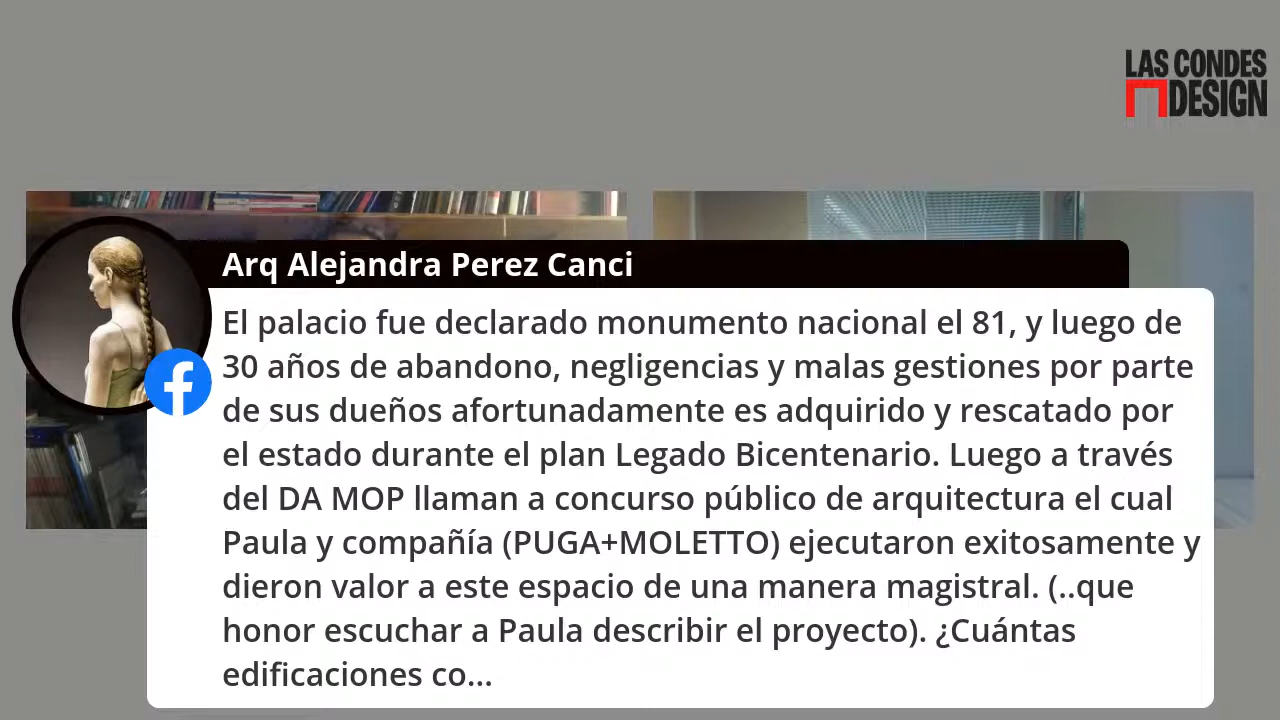 LAS CONDES
DESIGN
Arq Alejandra Perez Canci
El palacio fue declarado monumento nacional el 81, y luego de
30 años de abandono, negligencias y malas gestiones por parte
de sus dueños afortunadamente es adquirido y rescatado por
el estado durante el plan Legado Bicentenario. Luego a través
del DA MOP llaman a concurso público de arquitectura el cual
Paula y compañía (PUGA+MOLETTO) ejecutaron exitosamente y
dieron valor a este espacio de una manera magistral. (..que
honor escuchar a Paula describir el proyecto). ¿Cuántas
edificaciones co...